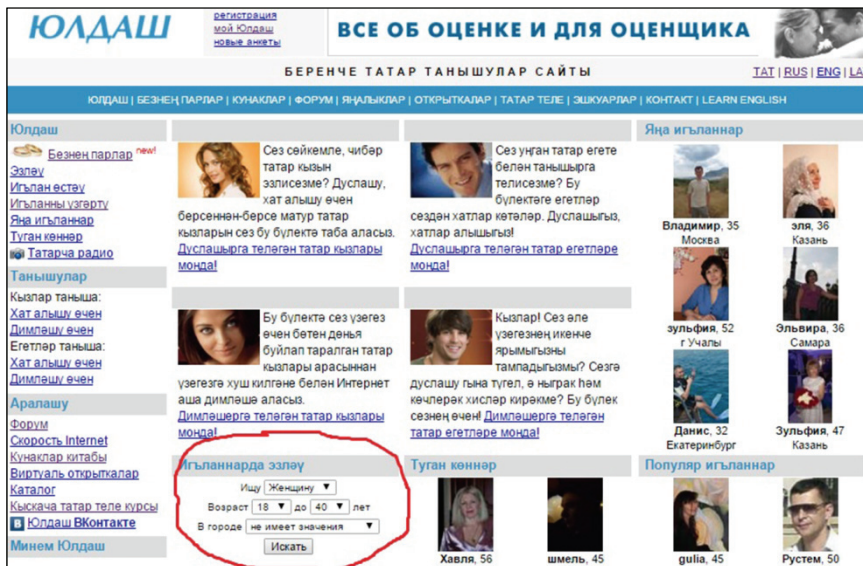 ЮЛДАШ
регистрация
мой Юлдаш
новые анкеты
ВСЕ ОБ ОЦЕНКЕ И ДЛЯ ОЦЕНЩИКА
БЕРЕНЧЕ ТАТАР ТАНЫШУЛАР САЙТЫ
TAT | RUS | ENG | LA
ЮЛДАШ | БЕЗНЕҢ ПАРЛАР | КУНАКЛАР | ФОРУМ | ЯҢАЛЫКЛАР | ОТКРЫТКАЛАР | ТАТАР ТЕЛЕ | ЭШКУАРЛАР | КОНТАКТ | LEARN ENGLISH
Юлдаш
Безнең парлар new!
Эзләү
Игълан өстәү
Игъланны үзгәртү
Яңа игъланнар
Туган көннәр
Татарча радио
Танышулар
Кызлар таныша:
Хат алышу өчен
Димләшү өчен
Егетләр таныша:
Хат алышу өчен
Димләшү өчен
Аралашу
Форум
Скорость Internet
Кунаклар китабы
Виртуаль открыткалар
Каталог
Кыскача татар теле курсы
Юлдаш ВКонтакте
Минем Юлдаш
Сез сөйкемле, чибәр
татар кызын
эзлисезме? Дуслашу,
хат алышу өчен
берсеннән-берсе матур татар
кызларын сез бу бүлектә таба аласыз.
Дуслашырга теләгән татар кызлары
монда!
Сез уңган татар егете
белән танышырга
телисезме? Бу
бүлектәге егетләр
сездән хатлар көтәләр. Дуслашыгыз,
хатлар алышыгыз!
Дуслашырга теләгән татар егетләре
монда!
Бу бүлектә сез үзегез
өчен бөтен дөнья
буйлап таралган татар
кызлары арасыннан
үзегезгә хуш килгәне белән Интернет
аша димләшә аласыз.
Димләшергә теләгән татар кызлары
монда!
Кызлар! Сез әле
үзегезнең икенче
ярымыгызны
тампадыгызмы? Сезгә
дуслашу гына түгел, ә ныграк һәм
көчлерәк хисләр кирәкме? Бу бүлек
сезнең өчен! Димләшергә теләгән
татар егетләре монда!
Игъланнарда эзләү
Ищу Женщину
Возраст 18 до 40 лет
В городе не имеет значения
Искать
Туган көннәр
Хавля, 56
шмель, 45
Яңа игъланнар
Владимир, 35
Москва
эля, 36
Казань
зульфия, 52
г Учалы
Эльвира, 36
Самара
Данис, 32
Екатеринбург
Зульфия, 47
Казань
Популяр игъланнар
gulia, 45
Рустем, 50